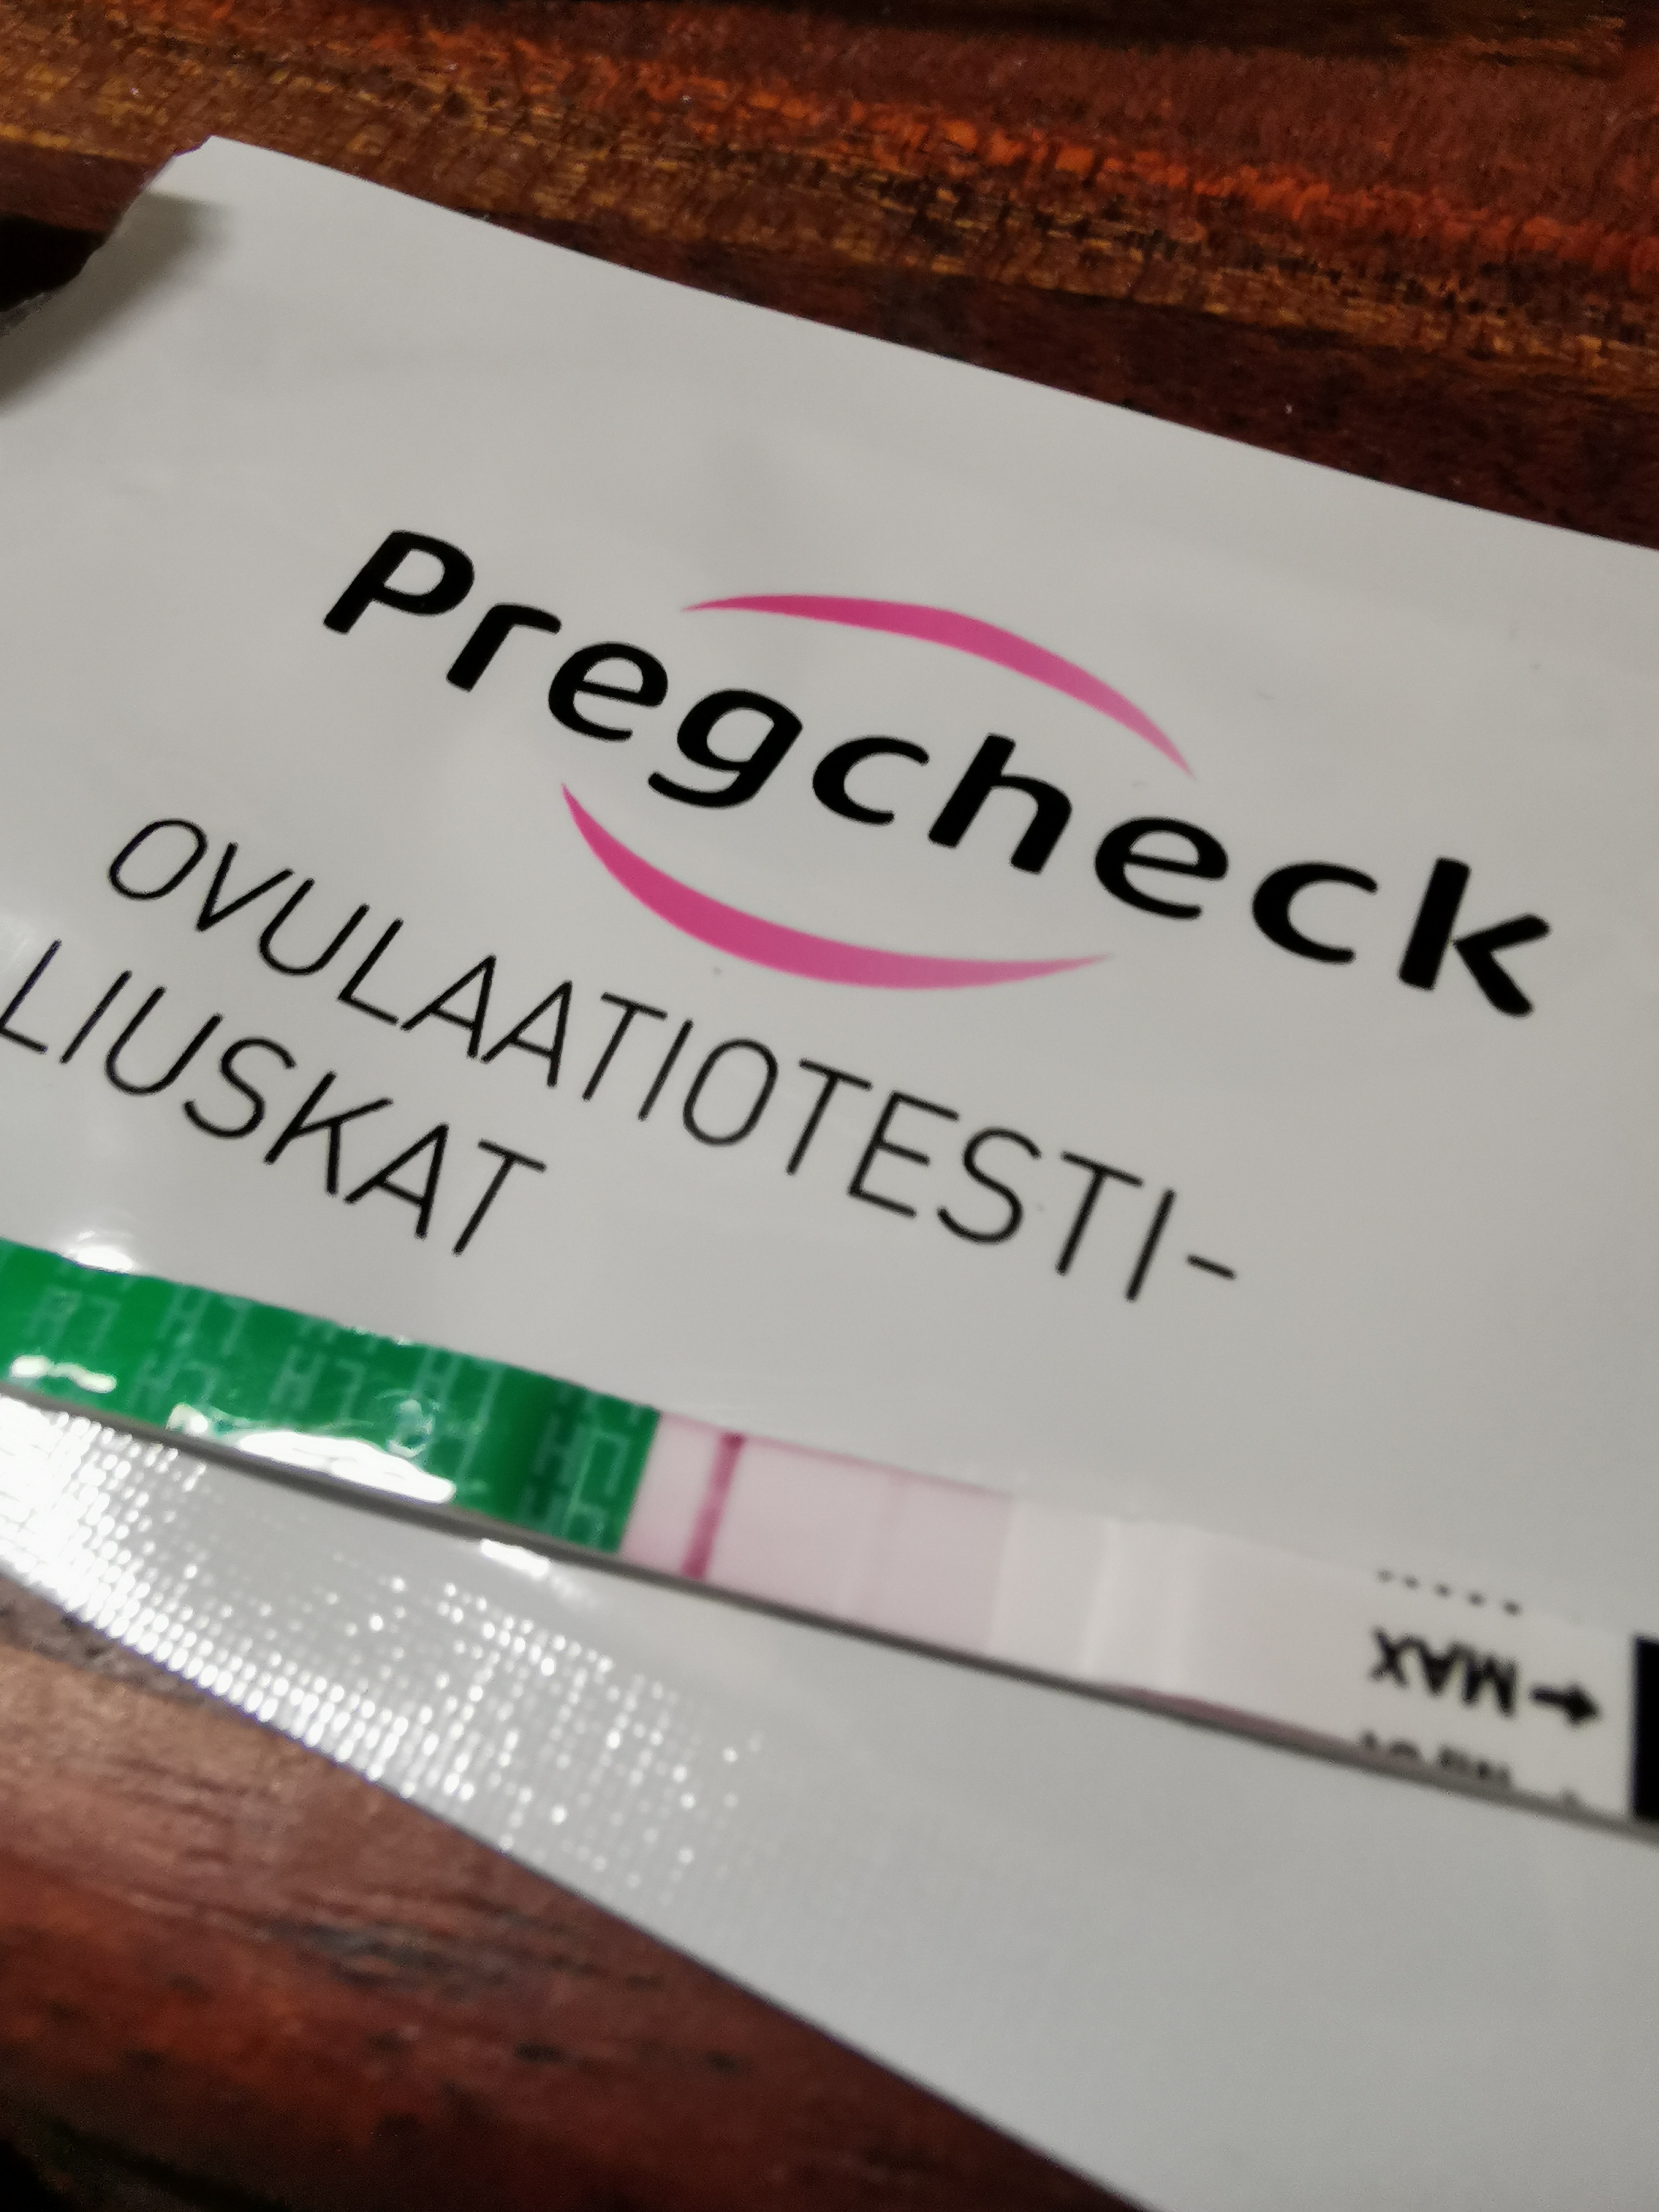 Pregcheck
OVULAATIOTESTI-
LIUSKAT
MAX